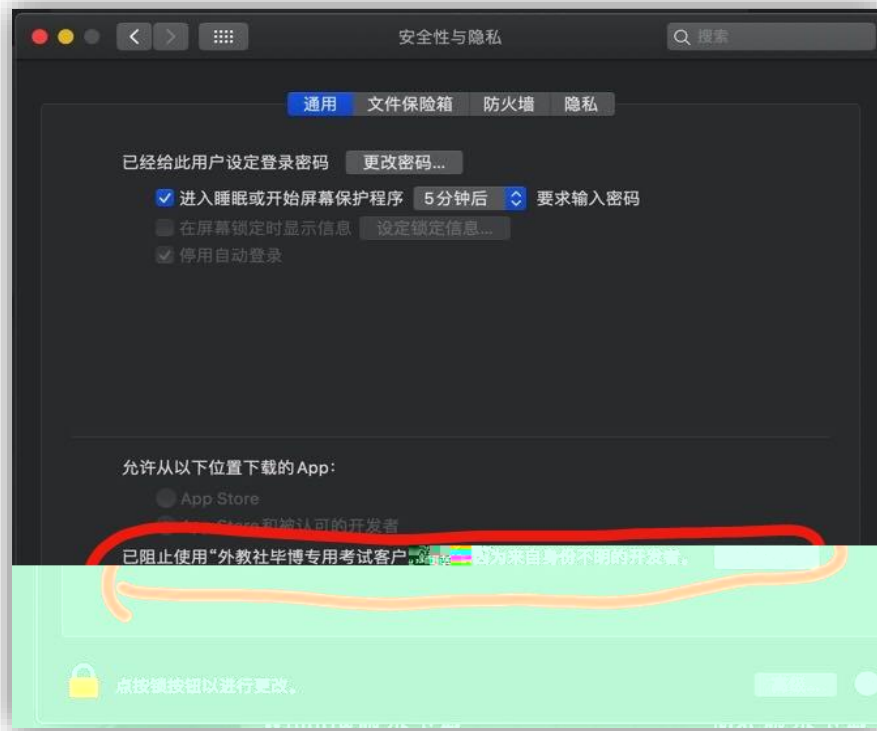 安全性与隐私
搜索
通用 文件保险箱 防火墙 隐私
已经给此用户设定登录密码 更改密码...
进入睡眠或开始屏幕保护程序 5分钟后 要求输入密码
在屏幕锁定时显示信息 设定锁定信息...
停用自动登录
允许从以下位置下载的App:
App Store
App Store和被认可的开发者
已阻止使用“外教社毕博专用考试客户 因为来自身份不明的开发者。
点按锁按钮以进行更改。